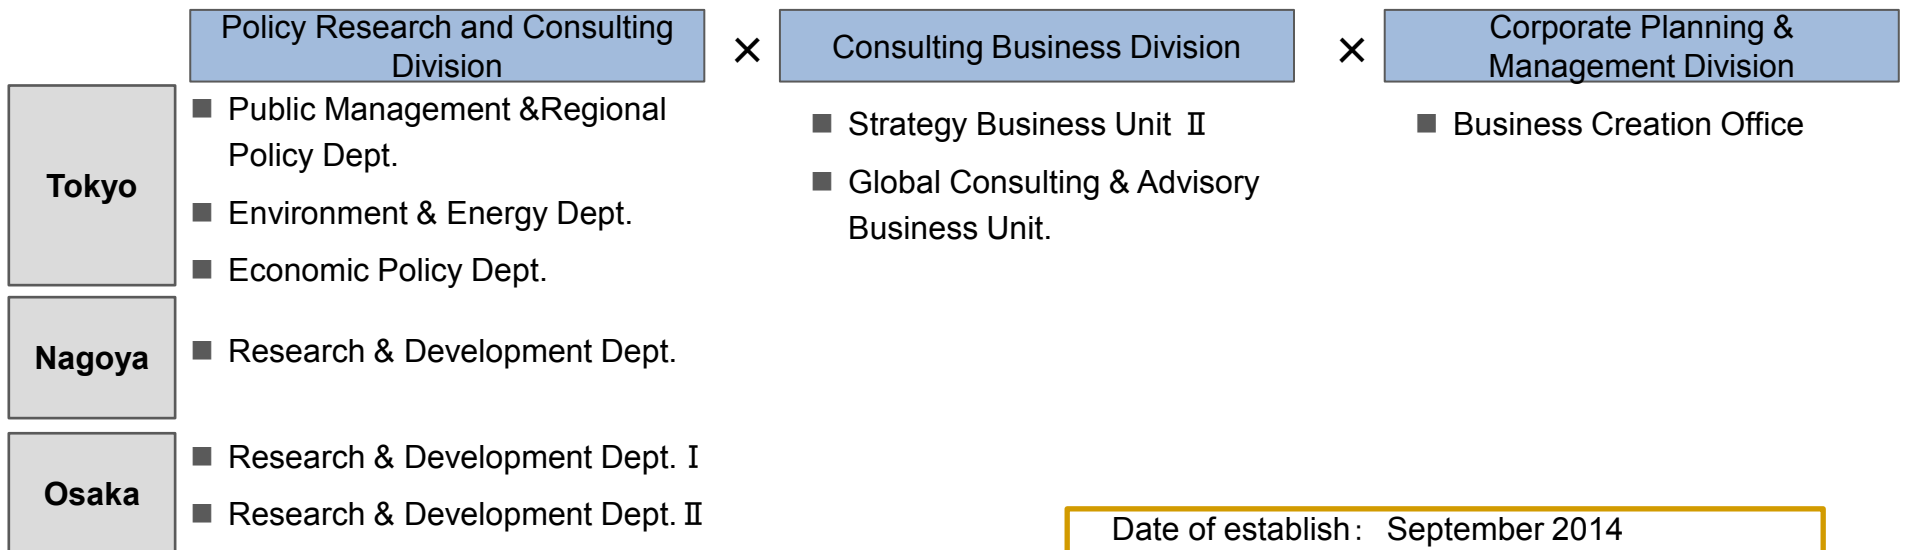 Policy Research and Consulting
Division
×
Consulting Business Division
×
Corporate Planning &
Management Division
Tokyo
■ Public Management &Regional
Policy Dept.
■ Environment & Energy Dept.
■ Economic Policy Dept.
■ Strategy Business Unit Ⅱ
■ Global Consulting & Advisory
Business Unit.
■ Business Creation Office
Nagoya
■ Research & Development Dept.
Osaka
■ Research & Development Dept. Ⅰ
■ Research & Development Dept. Ⅱ
Date of establish： September 2014